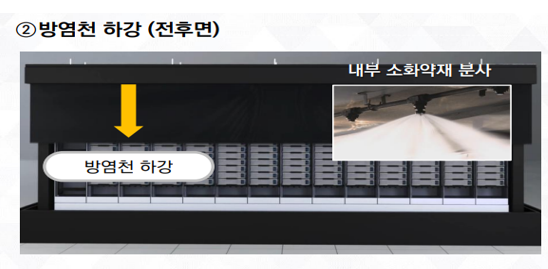 ②방염천 하강 (전후면)
내부 소화약재 분사
방염천 하강